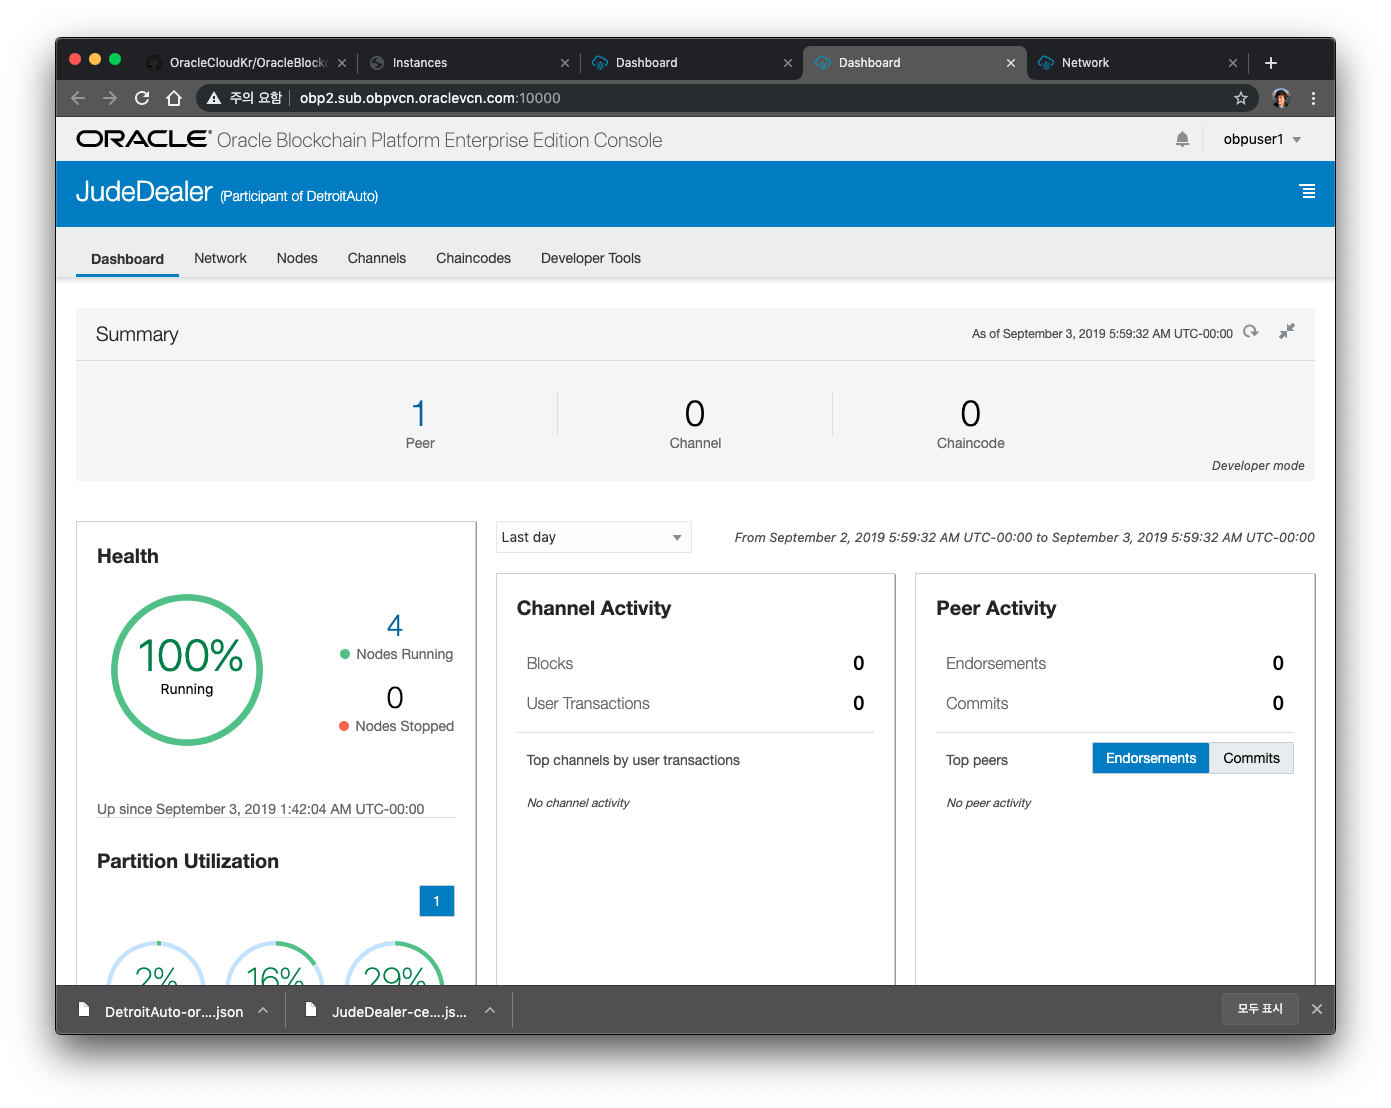 OracleCloudKr/OracleBlockc
Instances
Dashboard
Dashboard
Network
주의 요함
obp2.sub.obpvcn.oraclevcn.com:10000
ORACLE® Oracle Blockchain Platform Enterprise Edition Console
obpuser1
JudeDealer (Participant of DetroitAuto)
Dashboard
Network
Nodes
Channels
Chaincodes
Developer Tools
Summary
As of September 3, 2019 5:59:32 AM UTC-00:00
1
Peer
0
Channel
0
Chaincode
Developer mode
Health
100%
Running
4
Nodes Running
0
Nodes Stopped
Up since September 3, 2019 1:42:04 AM UTC-00:00
Partition Utilization
1
2%
16%
29%
Last day
From September 2, 2019 5:59:32 AM UTC-00:00 to September 3, 2019 5:59:32 AM UTC-00:00
Channel Activity
Blocks 0
User Transactions 0
Top channels by user transactions
No channel activity
Peer Activity
Endorsements 0
Commits 0
Top peers
Endorsements
Commits
No peer activity
DetroitAuto-or....json
JudeDealer-ce....js...
모두 표시